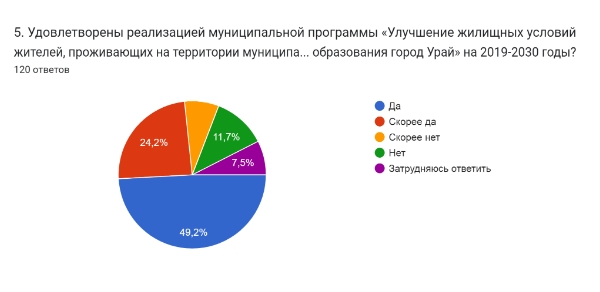 5. Удовлетворены реализацией муниципальной программы «Улучшение жилищных условий
жителей, проживающих на территории муниципа... образования город Урай» на 2019-2030 годы?
120 ответов
Да
Скорее да
Скорее нет
Нет
Затрудняюсь ответить
11,7%
24,2%
7,5%
49,2%